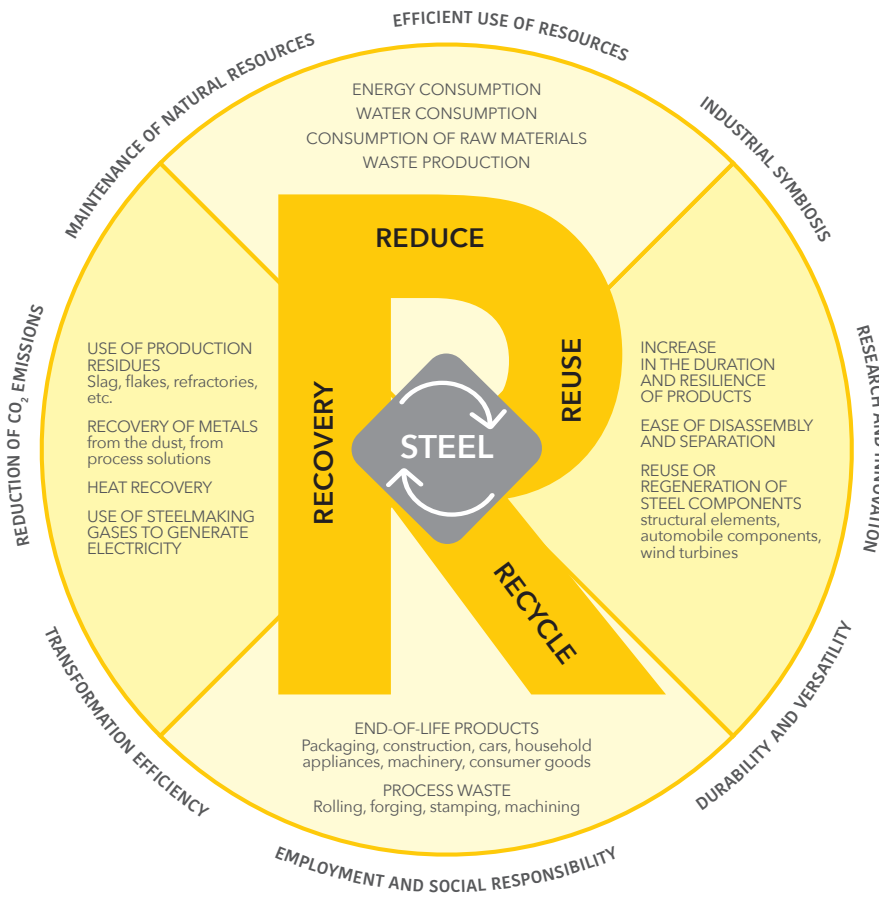 EFFICIENT USE OF RESOURCES
MAINTENANCE OF NATURAL RESOURCES
INDUSTRIAL SYMBIOSIS
ENERGY CONSUMPTION
WATER CONSUMPTION
CONSUMPTION OF RAW MATERIALS
WASTE PRODUCTION
REDUCE
REDUCTION OF CO₂ EMISSIONS
USE OF PRODUCTION
RESIDUES
Slag, flakes, refractories,
etc.
RECOVERY OF METALS
from the dust, from
process solutions
HEAT RECOVERY
USE OF STEELMAKING
GASES TO GENERATE
ELECTRICITY
RECOVERY
STEEL
REUSE
INCREASE
IN THE DURATION
AND RESILIENCE
OF PRODUCTS
EASE OF DISASSEMBLY
AND SEPARATION
REUSE OR
REGENERATION OF
STEEL COMPONENTS
structural elements,
automobile components,
wind turbines
RESEARCH AND INNOVATION
RECYCLE
END-OF-LIFE PRODUCTS
Packaging, construction, cars, household
appliances, machinery, consumer goods
PROCESS WASTE
Rolling, forging, stamping, machining
TRANSFORMATION EFFICIENCY
DURABILITY AND VERSATILITY
EMPLOYMENT AND SOCIAL RESPONSIBILITY